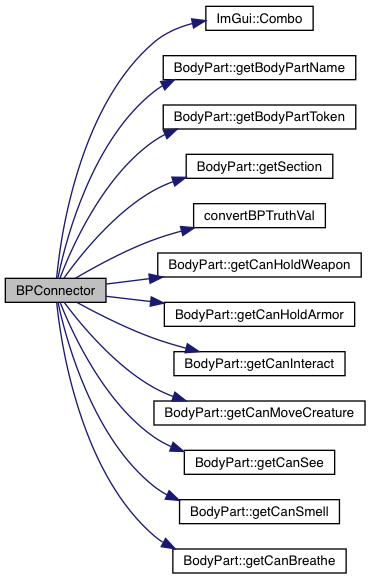 ImGui::Combo
BodyPart::getBodyPartName
BodyPart::getBodyPartToken
BodyPart::getSection
convertBPTruthVal
BodyPart::getCanHoldWeapon
BPConnector
BodyPart::getCanHoldArmor
BodyPart::getCanInteract
BodyPart::getCanMoveCreature
BodyPart::getCanSee
BodyPart::getCanSmell
BodyPart::getCanBreathe